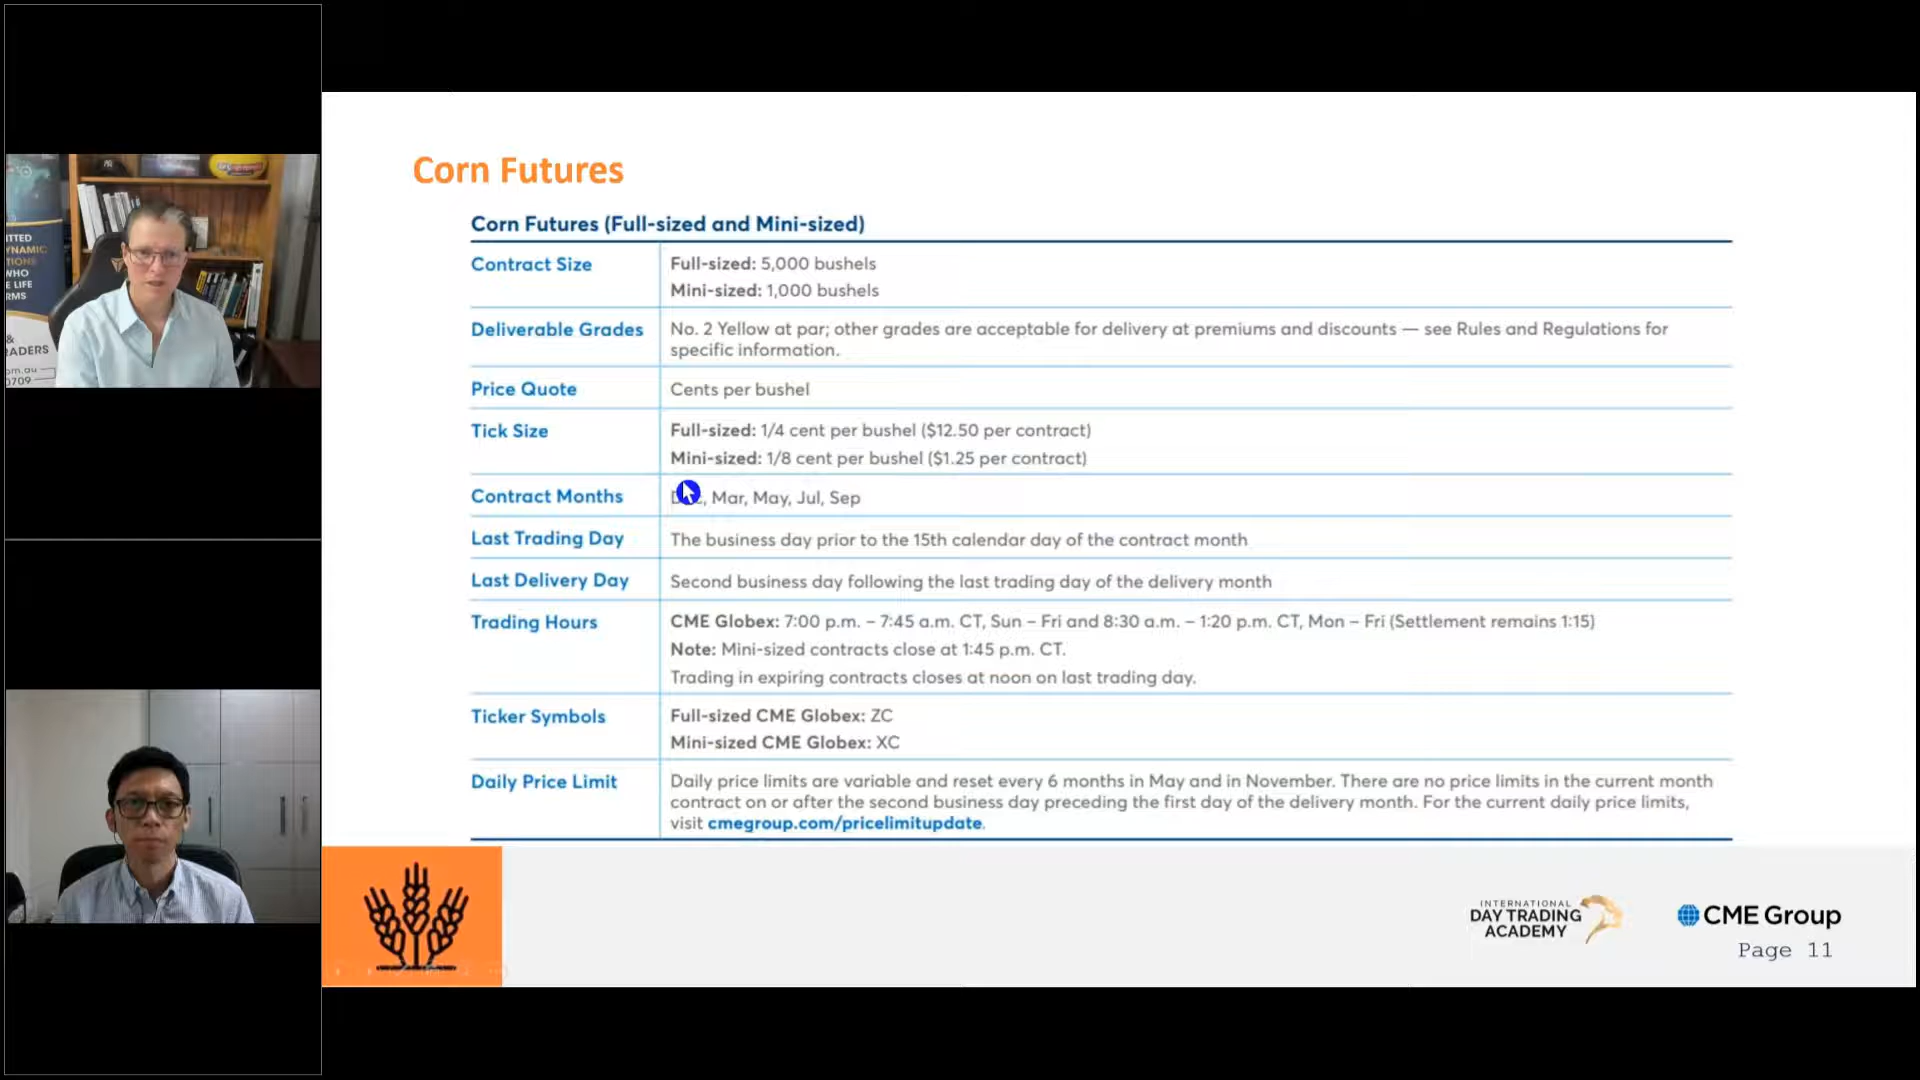 Corn Futures
Corn Futures (Full-sized and Mini-sized)
Contract Size
Full-sized: 5,000 bushels
Mini-sized: 1,000 bushels
Deliverable Grades
No. 2 Yellow at par; other grades are acceptable for delivery at premiums and discounts — see Rules and Regulations for
specific information.
Price Quote
Cents per bushel
Tick Size
Full-sized: 1/4 cent per bushel ($12.50 per contract)
Mini-sized: 1/8 cent per bushel ($1.25 per contract)
Contract Months
Mar, May, Jul, Sep
Last Trading Day
The business day prior to the 15th calendar day of the contract month
Last Delivery Day
Second business day following the last trading day of the delivery month
Trading Hours
CME Globex: 7:00 p.m. – 7:45 a.m. CT, Sun – Fri and 8:30 a.m. – 1:20 p.m. CT, Mon – Fri (Settlement remains 1:15)
Note: Mini-sized contracts close at 1:45 p.m. CT.
Trading in expiring contracts closes at noon on last trading day.
Ticker Symbols
Full-sized CME Globex: ZC
Mini-sized CME Globex: XC
Daily Price Limit
Daily price limits are variable and reset every 6 months in May and in November. There are no price limits in the current month
contract on or after the second business day preceding the first day of the delivery month. For the current daily price limits,
visit cmegroup.com/pricelimitupdate.
INTERNATIONAL
DAY TRADING
ACADEMY
CME Group
Page 11
ITTED
YNAMIC
TIONS
WHO
E LIFE
RMS
&
RADERS
om.au
0709